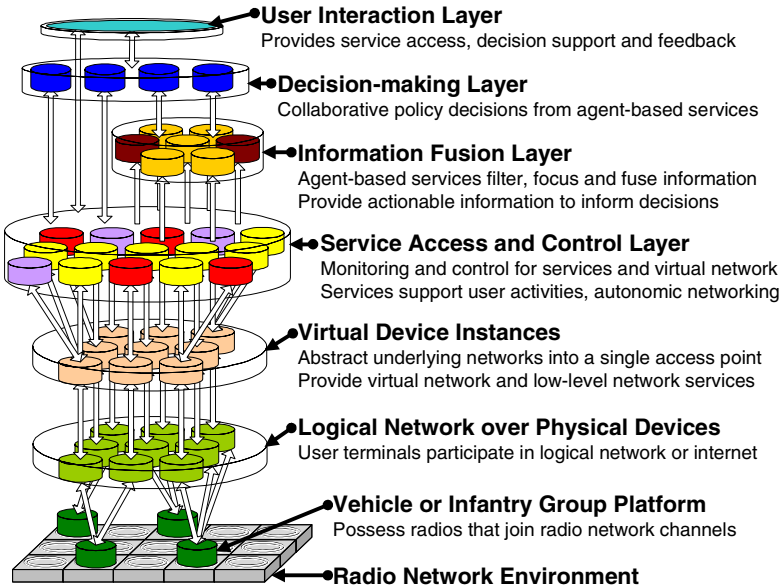 User Interaction Layer
Provides service access, decision support and feedback
Decision-making Layer
Collaborative policy decisions from agent-based services
Information Fusion Layer
Agent-based services filter, focus and fuse information
Provide actionable information to inform decisions
Service Access and Control Layer
Monitoring and control for services and virtual network
Services support user activities, autonomic networking
Virtual Device Instances
Abstract underlying networks into a single access point
Provide virtual network and low-level network services
Logical Network over Physical Devices
User terminals participate in logical network or internet
Vehicle or Infantry Group Platform
Possess radios that join radio network channels
Radio Network Environment